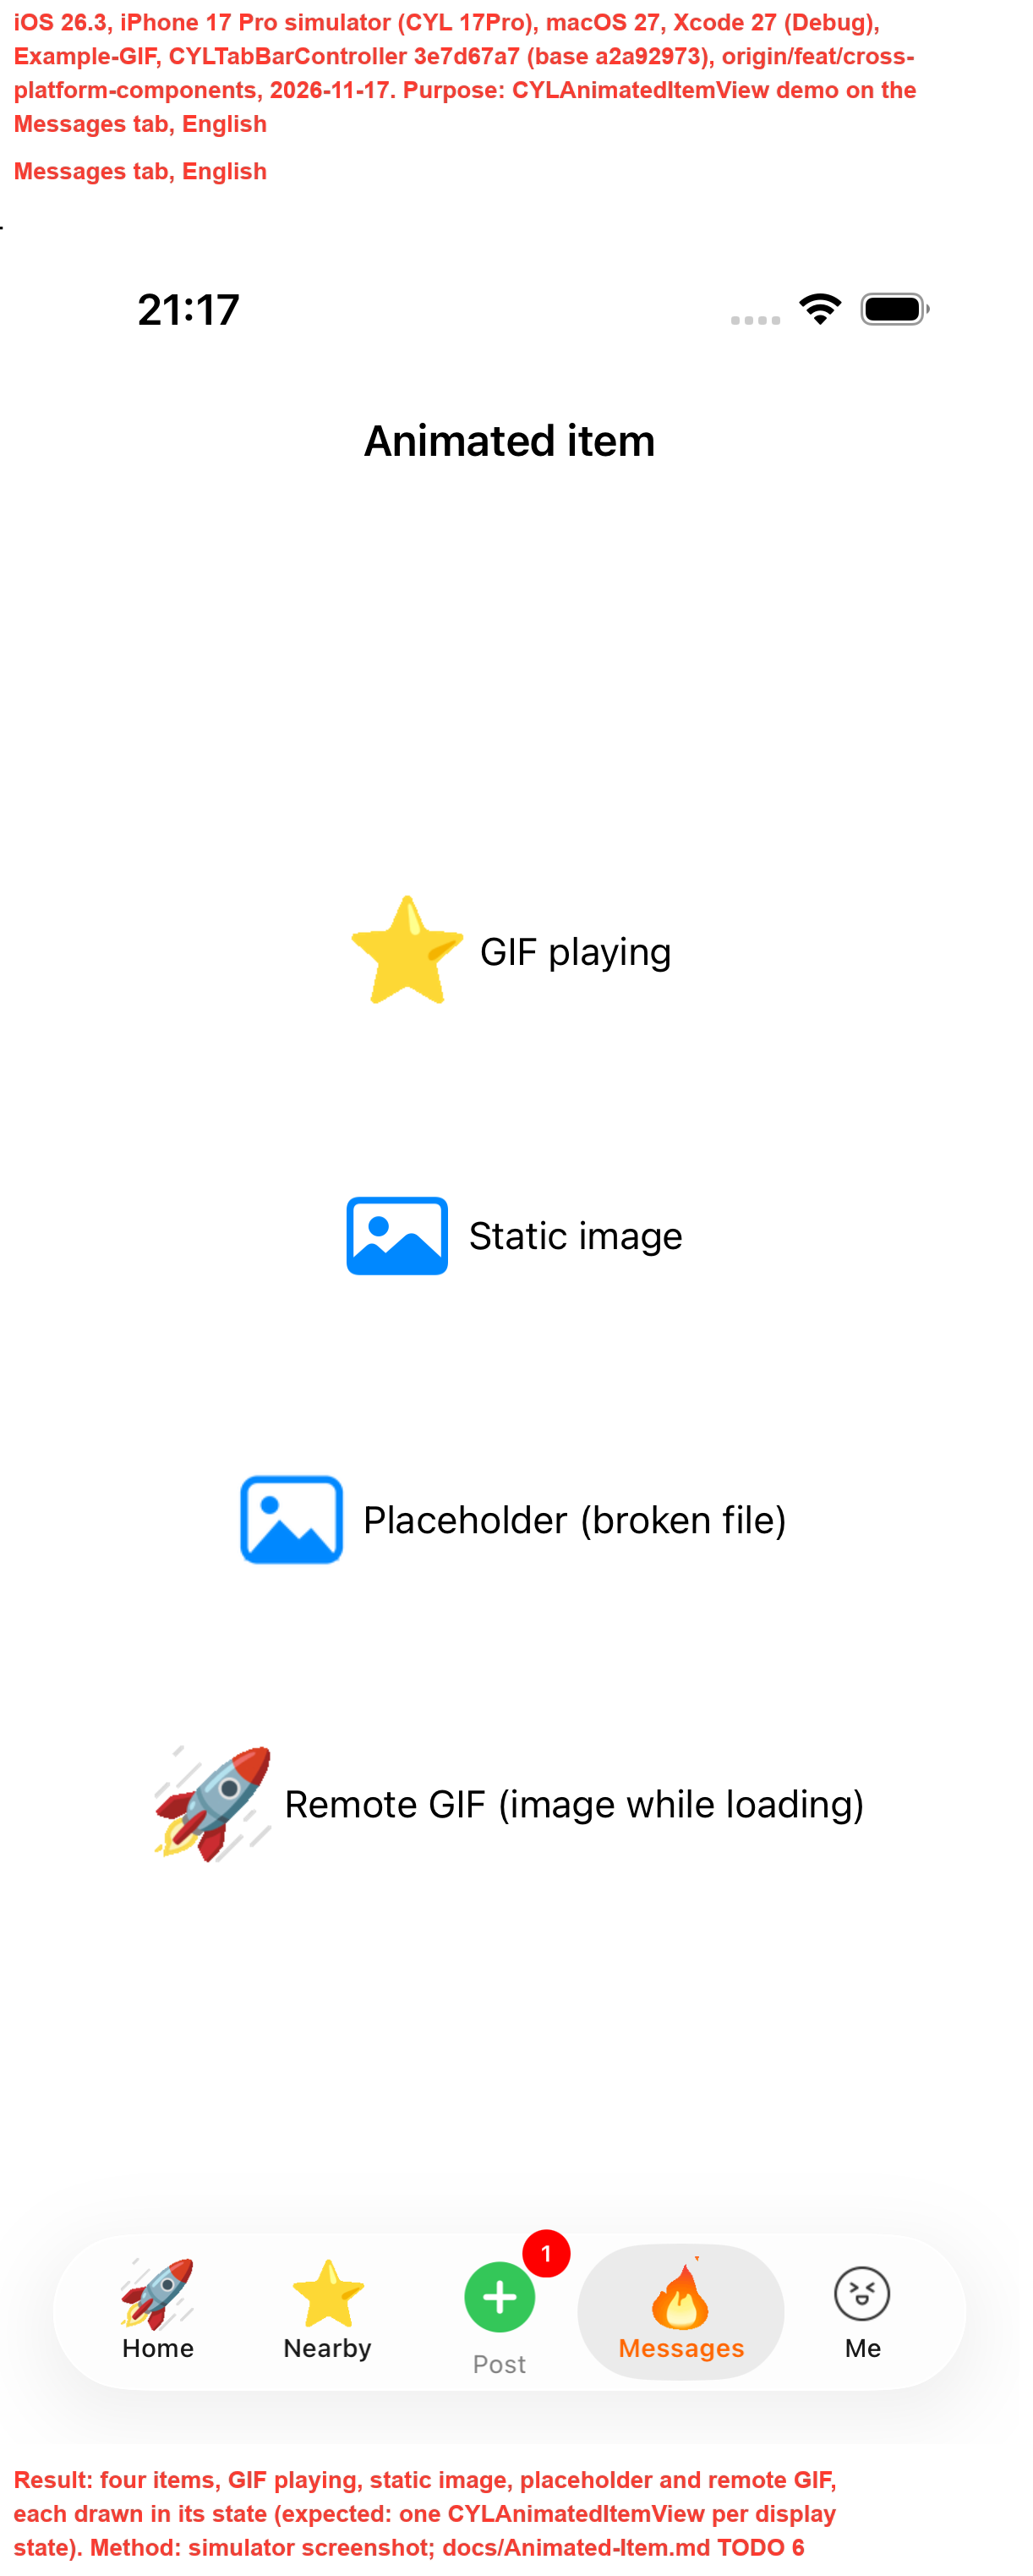 iOS 26.3, iPhone 17 Pro simulator (CYL 17Pro), macOS 27, Xcode 27 (Debug),
Example-GIF, CYLTabBarController 3e7d67a7 (base a2a92973), origin/feat/cross-
platform-components, 2026-11-17. Purpose: CYLAnimatedItemView demo on the
Messages tab, English
Messages tab, English
21:17
Animated item
GIF playing
Static image
Placeholder (broken file)
Remote GIF (image while loading)
1
Home
Nearby
Post
Messages
Me
Result: four items, GIF playing, static image, placeholder and remote GIF,
each drawn in its state (expected: one CYLAnimatedItemView per display
state). Method: simulator screenshot; docs/Animated-Item.md TODO 6